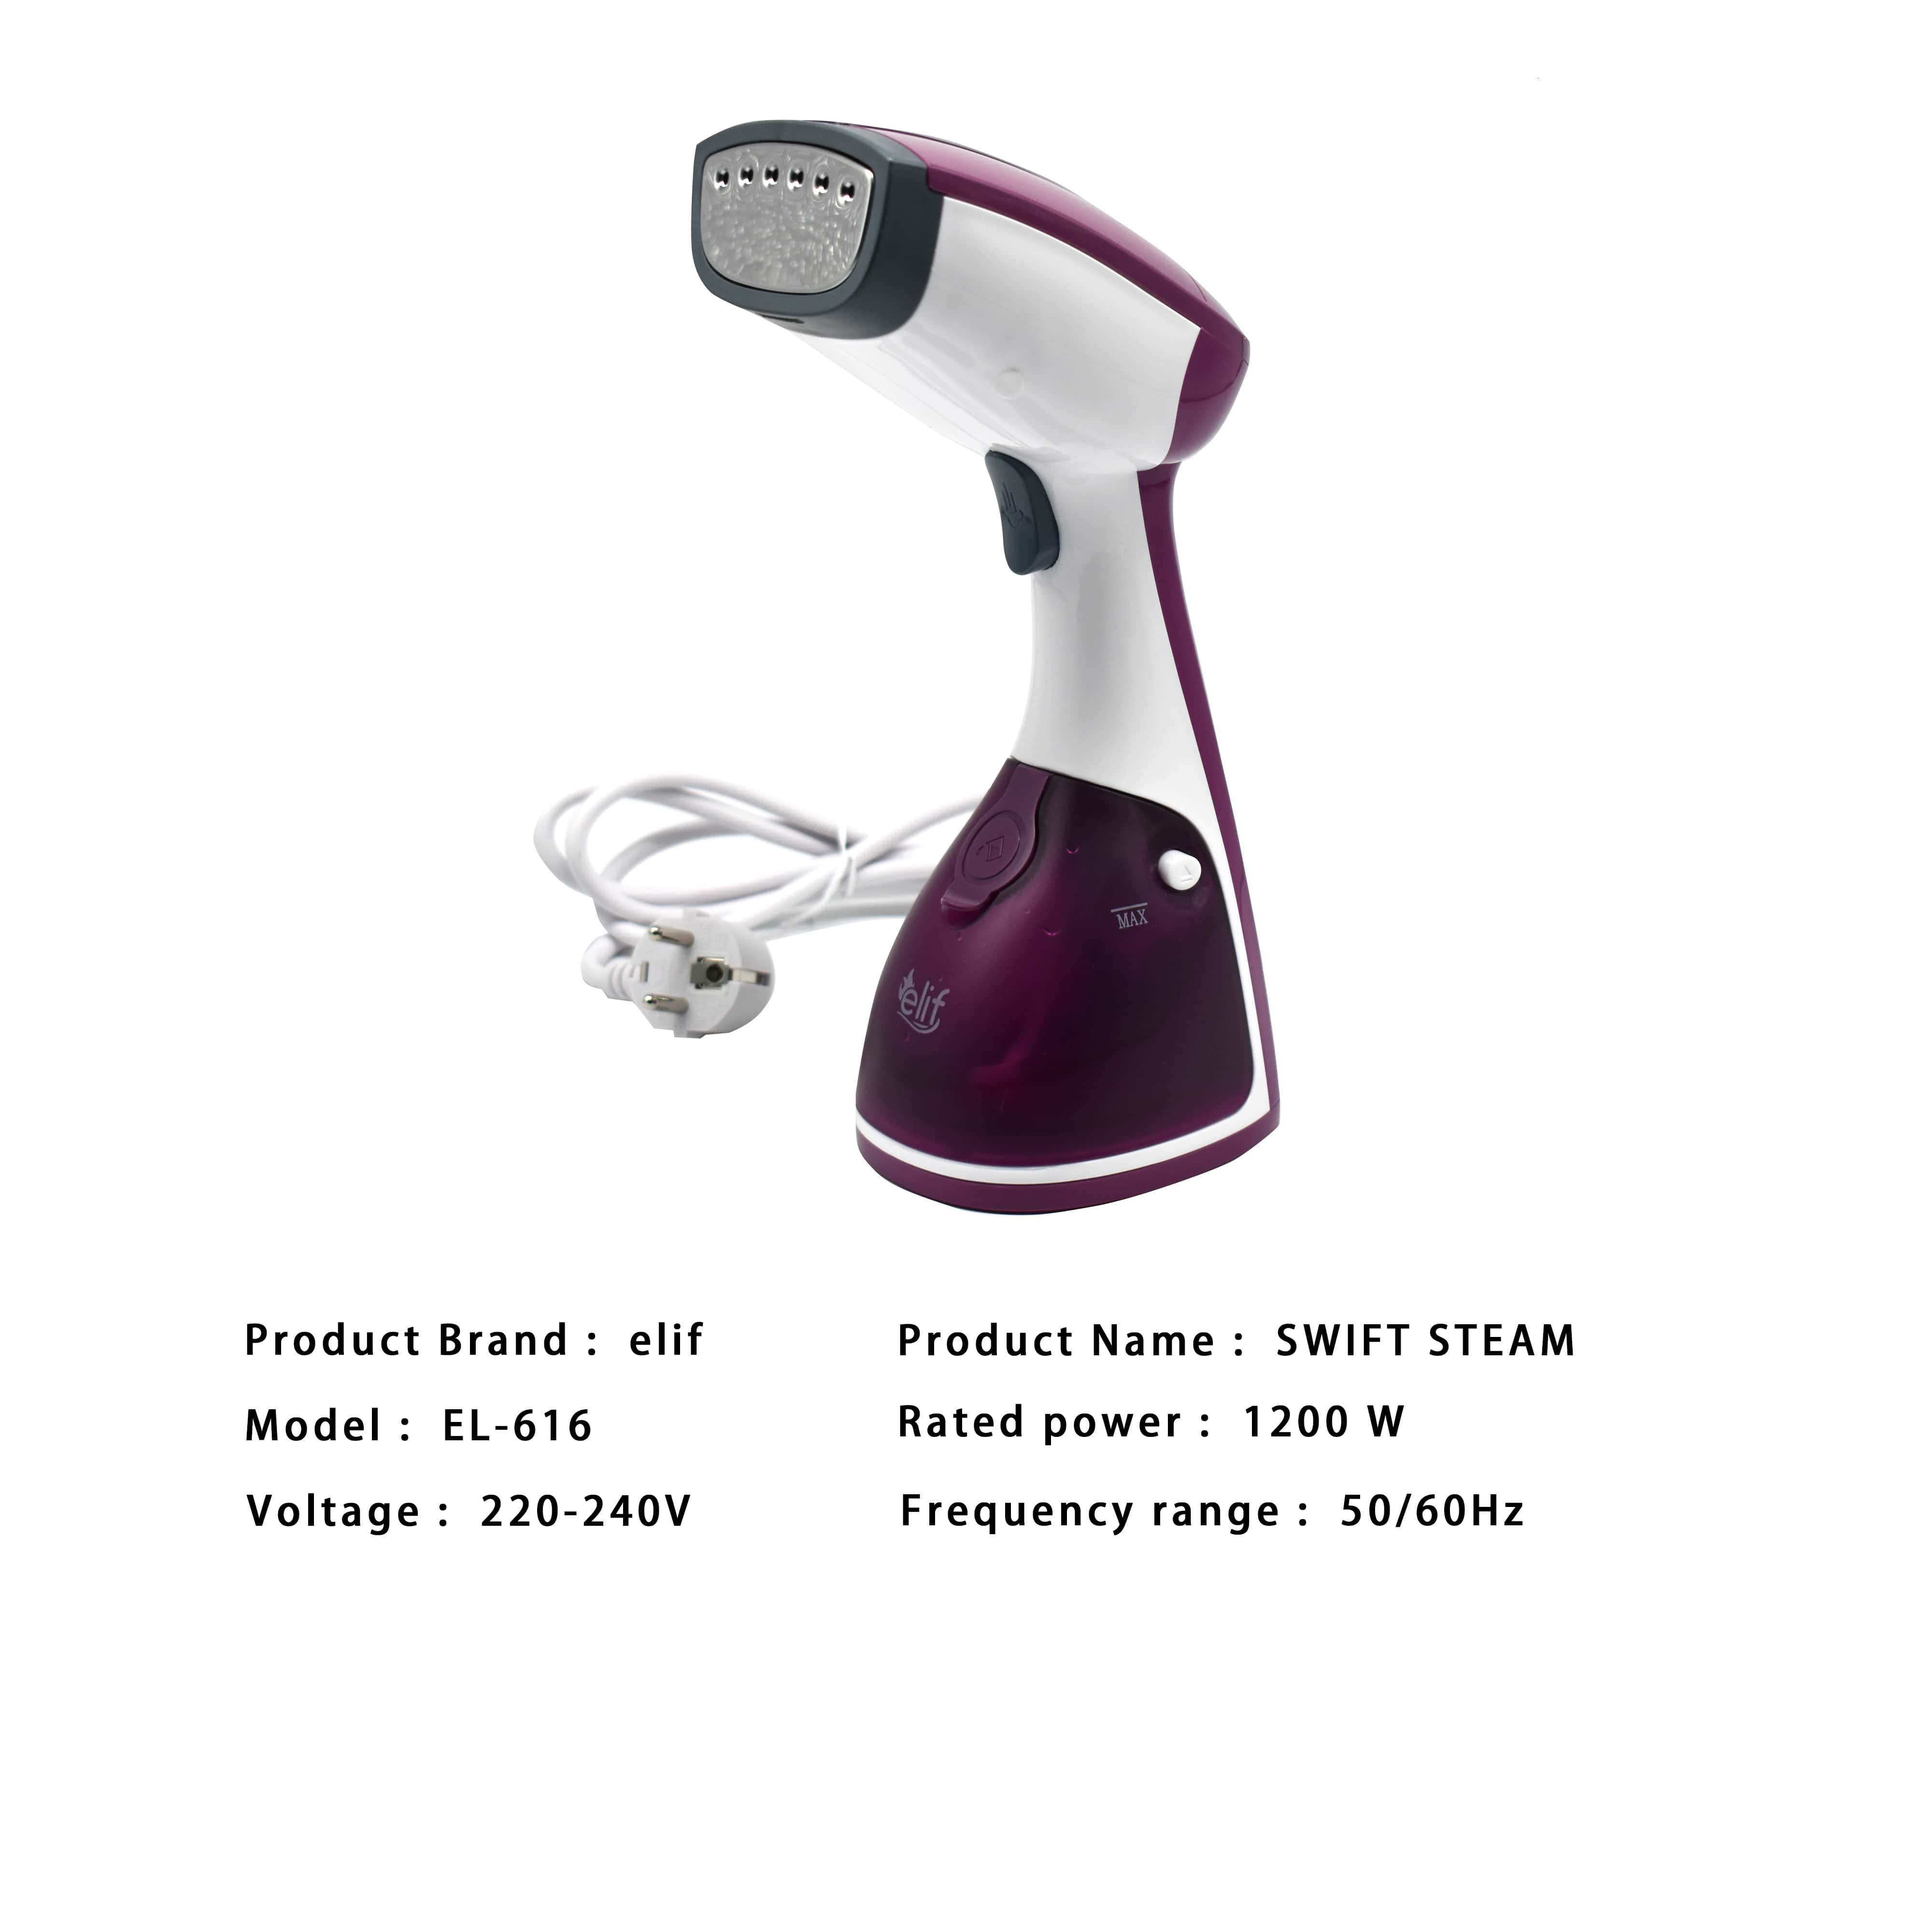 MAX
elif
Product Brand : elif
Product Name : SWIFT STEAM
Model : EL-616
Rated power : 1200 W
Voltage : 220-240V
Frequency range : 50/60Hz